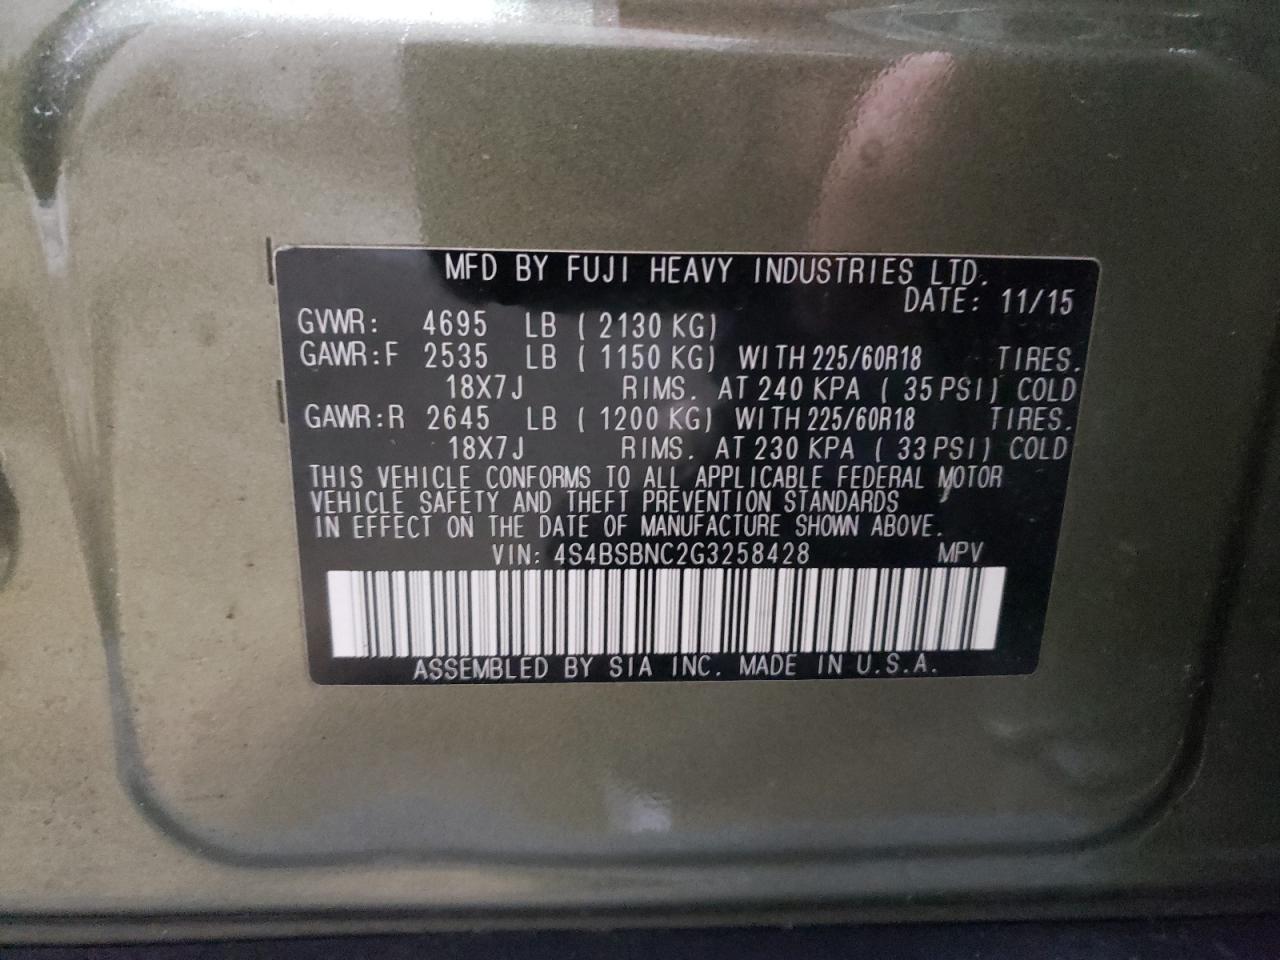 MFD BY FUJI HEAVY INDUSTRIES LTD.
DATE: 11/15
GVWR: 4695 LB ( 2130 KG)
GAWR:F 2535 LB ( 1150 KG) WITH 225/60R18 TIRES.
18X7J RIMS. AT 240 KPA ( 35 PSI) COLD
GAWR:R 2645 LB ( 1200 KG) WITH 225/60R18 TIRES.
18X7J RIMS. AT 230 KPA ( 33 PSI) COLD
THIS VEHICLE CONFORMS TO ALL APPLICABLE FEDERAL MOTOR
VEHICLE SAFETY AND THEFT PREVENTION STANDARDS
IN EFFECT ON THE DATE OF MANUFACTURE SHOWN ABOVE.
VIN: 4S4BSBNC2G3258428 MPV
ASSEMBLED BY SIA INC. MADE IN U.S.A.